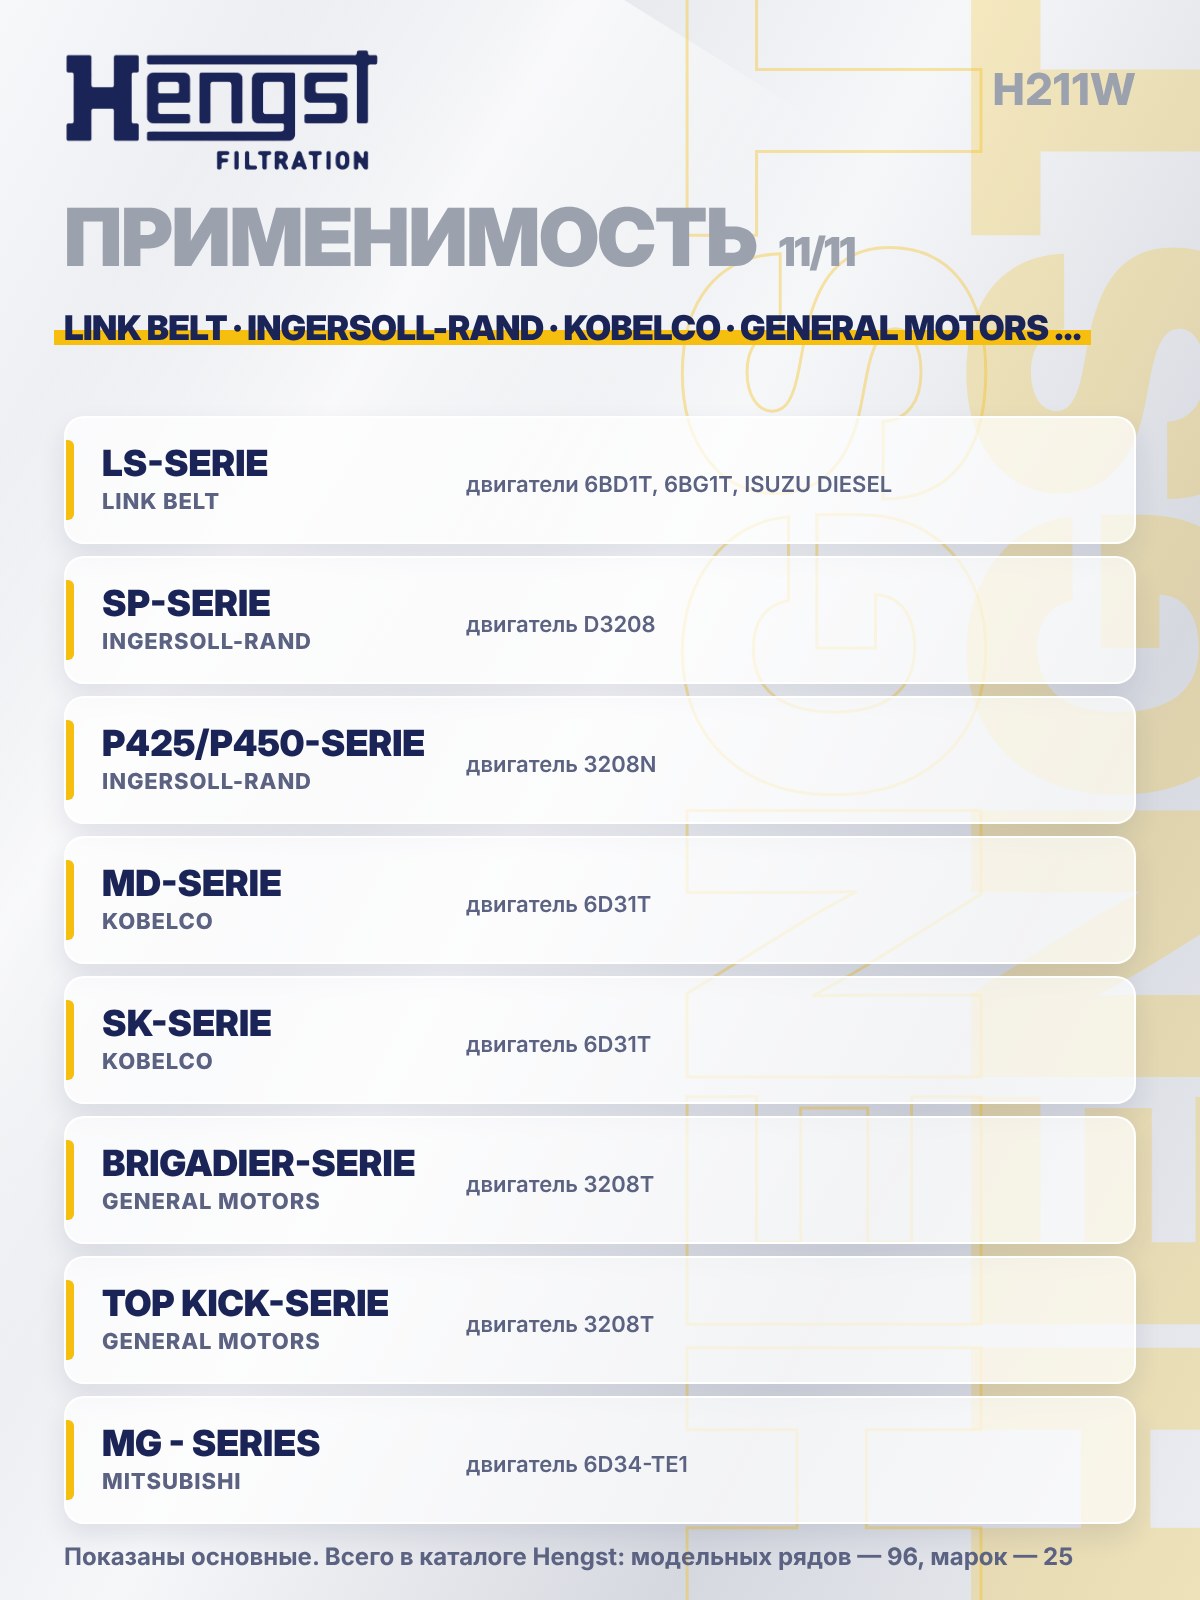 Hengst
FILTRATION
H211W
ПРИМЕНИМОСТЬ 11/11
LINK BELT · INGERSOLL-RAND · KOBELCO · GENERAL MOTORS ...
LS-SERIE
LINK BELT
двигатели 6BD1T, 6BG1T, ISUZU DIESEL
SP-SERIE
INGERSOLL-RAND
двигатель D3208
P425/P450-SERIE
INGERSOLL-RAND
двигатель 3208N
MD-SERIE
KOBELCO
двигатель 6D31T
SK-SERIE
KOBELCO
двигатель 6D31T
BRIGADIER-SERIE
GENERAL MOTORS
двигатель 3208T
TOP KICK-SERIE
GENERAL MOTORS
двигатель 3208T
MG - SERIES
MITSUBISHI
двигатель 6D34-TE1
Показаны основные. Всего в каталоге Hengst: модельных рядов — 96, марок — 25
HENGST
HENGST